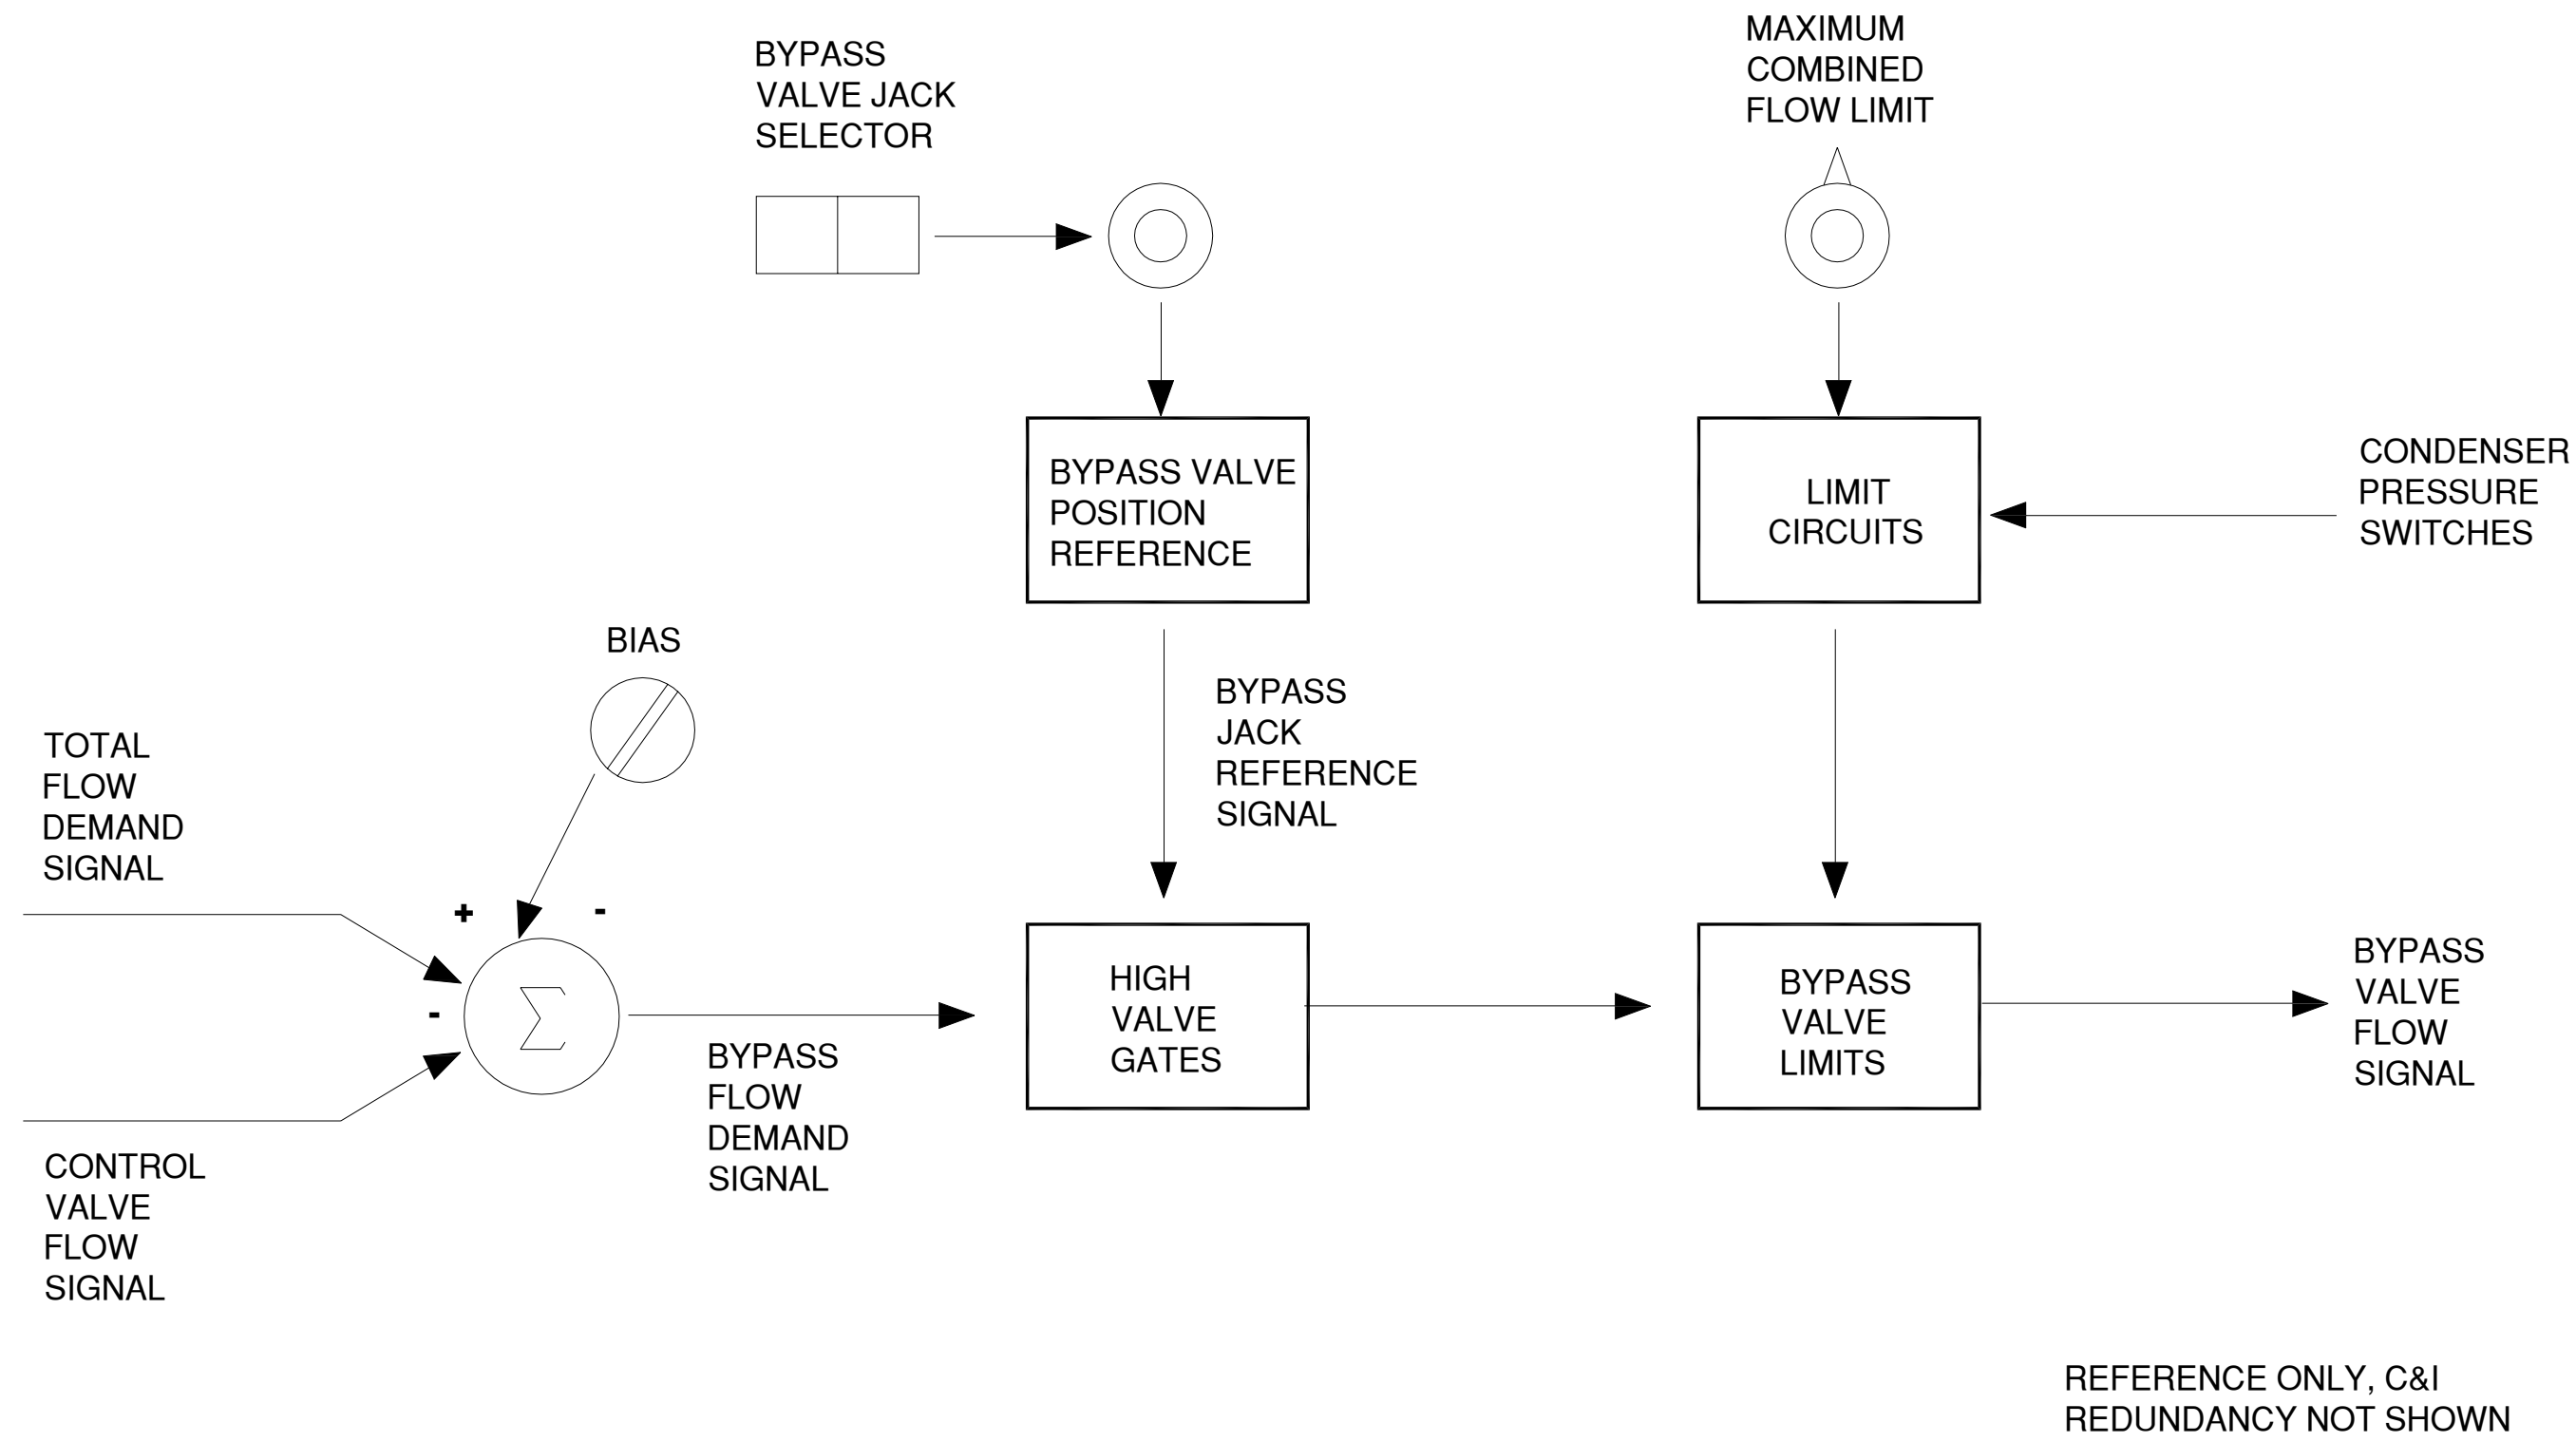 BYPASS
VALVE JACK
SELECTOR
MAXIMUM
COMBINED
FLOW LIMIT
BYPASS VALVE
POSITION
REFERENCE
LIMIT
CIRCUITS
CONDENSER
PRESSURE
SWITCHES
BIAS
BYPASS
JACK
REFERENCE
SIGNAL
TOTAL
FLOW
DEMAND
SIGNAL
+
-
-
Σ
BYPASS
FLOW
DEMAND
SIGNAL
HIGH
VALVE
GATES
BYPASS
VALVE
LIMITS
BYPASS
VALVE
FLOW
SIGNAL
CONTROL
VALVE
FLOW
SIGNAL
REFERENCE ONLY, C&I
REDUNDANCY NOT SHOWN